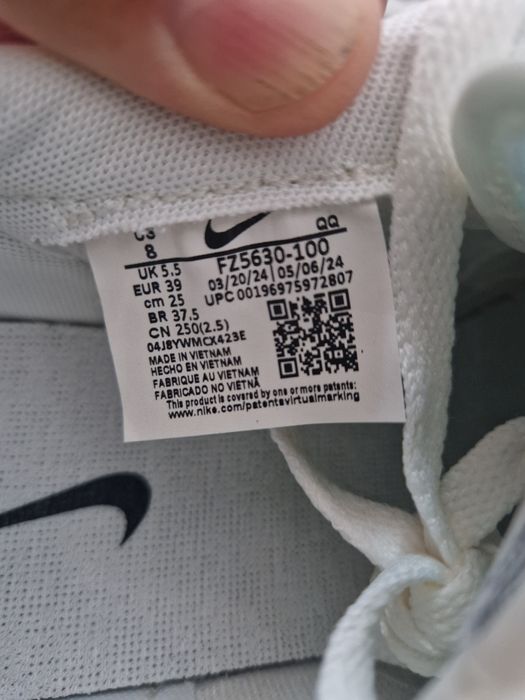 QQ
8
UK 5.5
FZ5630-100
EUR 39
03/20/24 05/06/24
cm 25
UPC 00196975972807
BR 37.5
CN 250(2.5)
04J8YWMCX423E
MADE IN VIETNAM
HECHO EN VIETNAM
FABRIQUE AU VIETNAM
FABRICADO NO VIETNÃ
This product is covered by one or more patents:
www.nike.com/patentsvirtualmarking